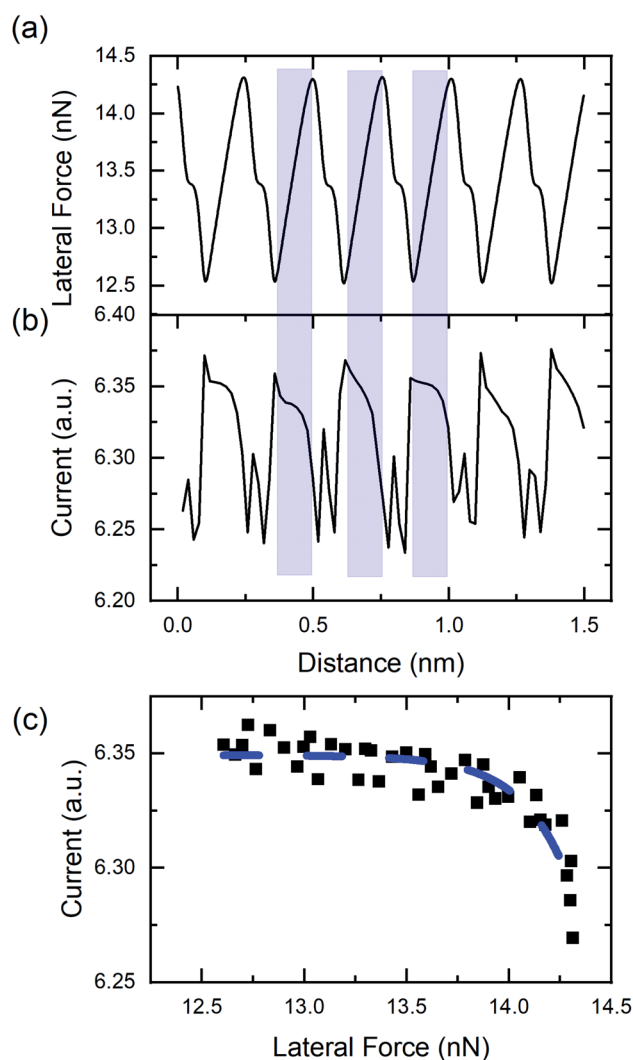 (a)
14.5
14.0
13.5
13.0
12.5
Lateral Force (nN)
(b)
6.40
6.35
6.30
6.25
6.20
Current (a.u.)
0.0 0.5 1.0 1.5
Distance (nm)
(c)
6.35
6.30
6.25
Current (a.u.)
12.5 13.0 13.5 14.0 14.5
Lateral Force (nN)